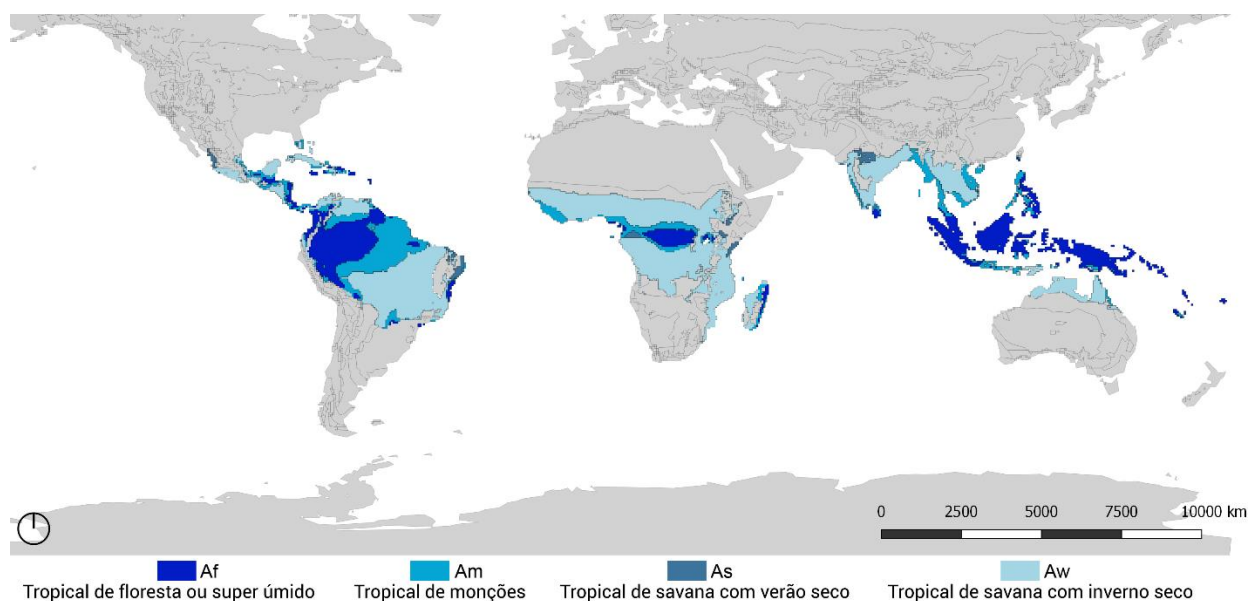 0 2500 5000 7500 10000 km
Af Am As Aw
Tropical de floresta ou super úmido Tropical de monções Tropical de savana com verão seco Tropical de savana com inverno seco